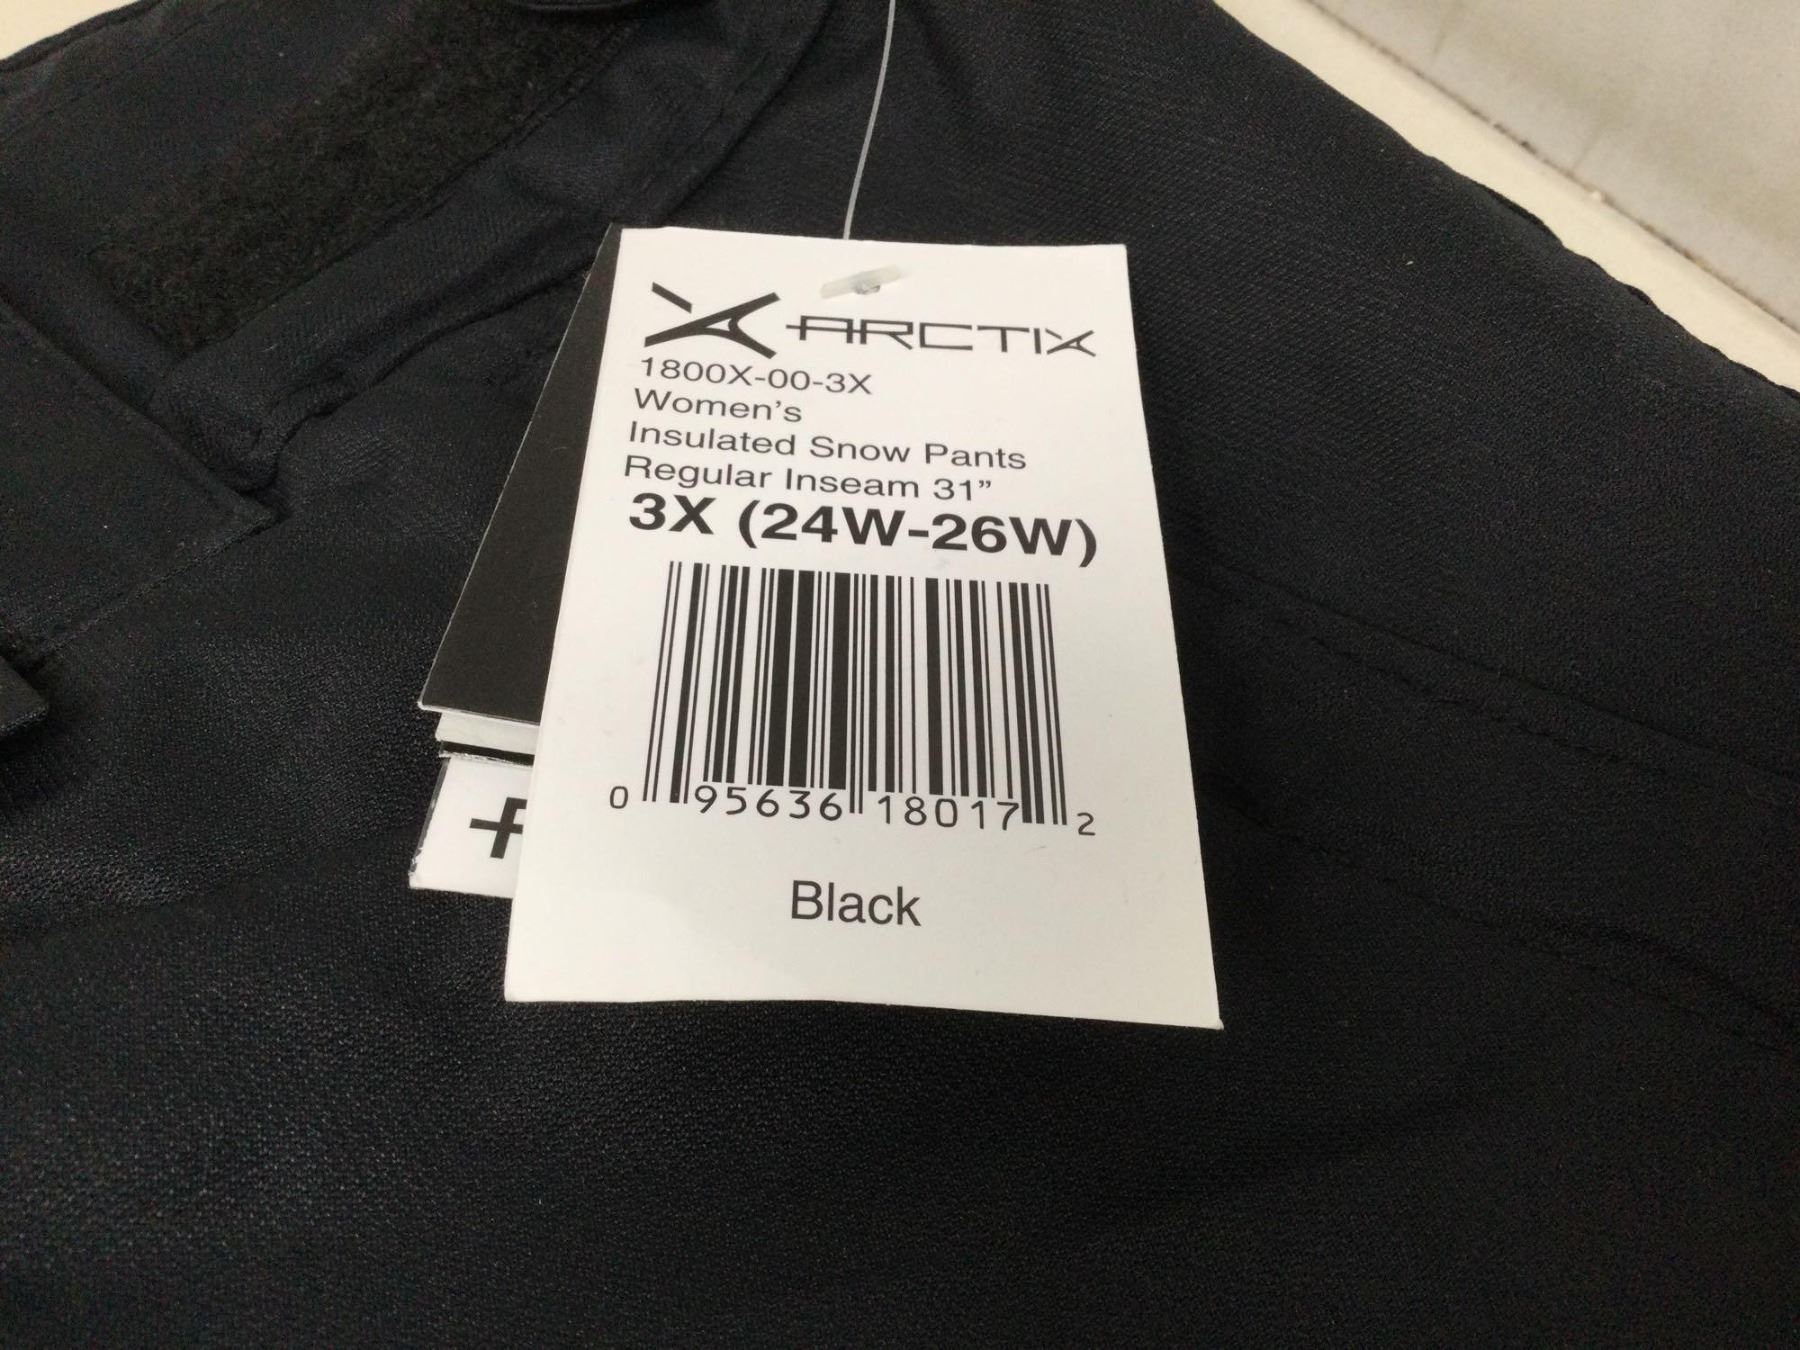 ARCTIX
1800X-00-3X
Women's
Insulated Snow Pants
Regular Inseam 31"
3X (24W-26W)
0 95636 18017 2
Black